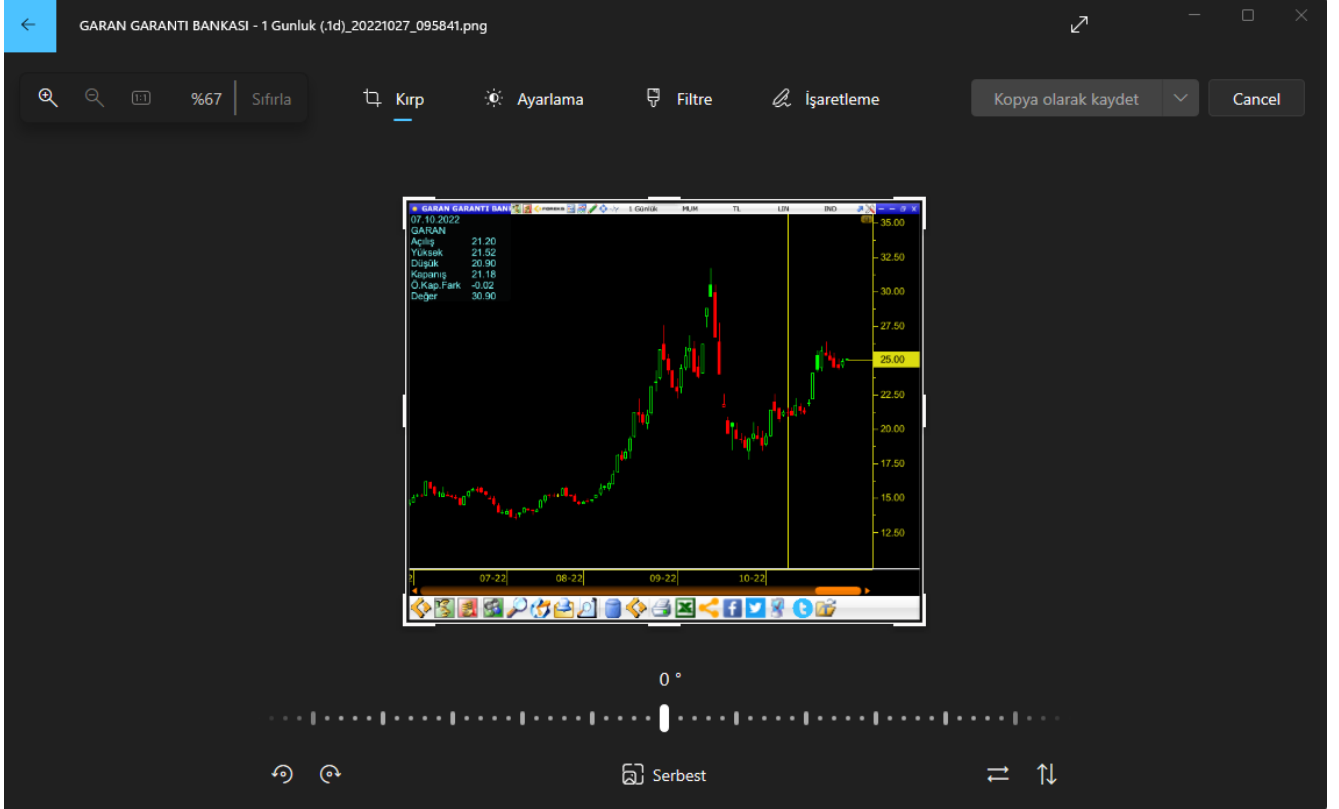 GARAN GARANTI BANKASI - 1 Gunluk (.1d)_20221027_095841.png
%67 Sıfırla Kırp Ayarlama Filtre İşaretleme Kopya olarak kaydet Cancel
GARAN GARANTI BAN 1 Günlük MUM TL LIN IND
07.10.2022
GARAN
Açılış 21.20
Yüksek 21.52
Düşük 20.90
Kapanış 21.18
Ö.Kap.Fark -0.02
Değer 30.90
35.00
32.50
30.00
27.50
25.00
22.50
20.00
17.50
15.00
12.50
07-22 08-22 09-22 10-22
0 °
Serbest